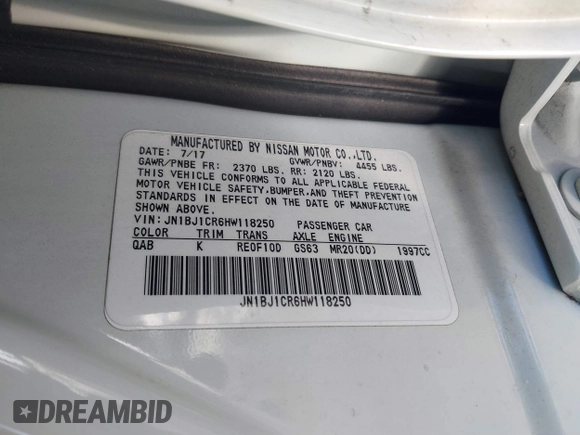 MANUFACTURED BY NISSAN MOTOR CO.,LTD.
DATE: 7/17 GVWR/PNBV: 4455 LBS.
GAWR/PNBE FR: 2370 LBS. RR: 2120 LBS.
THIS VEHICLE CONFORMS TO ALL APPLICABLE FEDERAL
MOTOR VEHICLE SAFETY,BUMPER,AND THEFT PREVENTION
STANDARDS IN EFFECT ON THE DATE OF MANUFACTURE
SHOWN ABOVE.
VIN: JN1BJ1CR6HW118250 PASSENGER CAR
COLOR TRIM TRANS AXLE ENGINE
QAB K RE0F10D GS63 MR20(DD) 1997CC
JN1BJ1CR6HW118250
DREAMBID